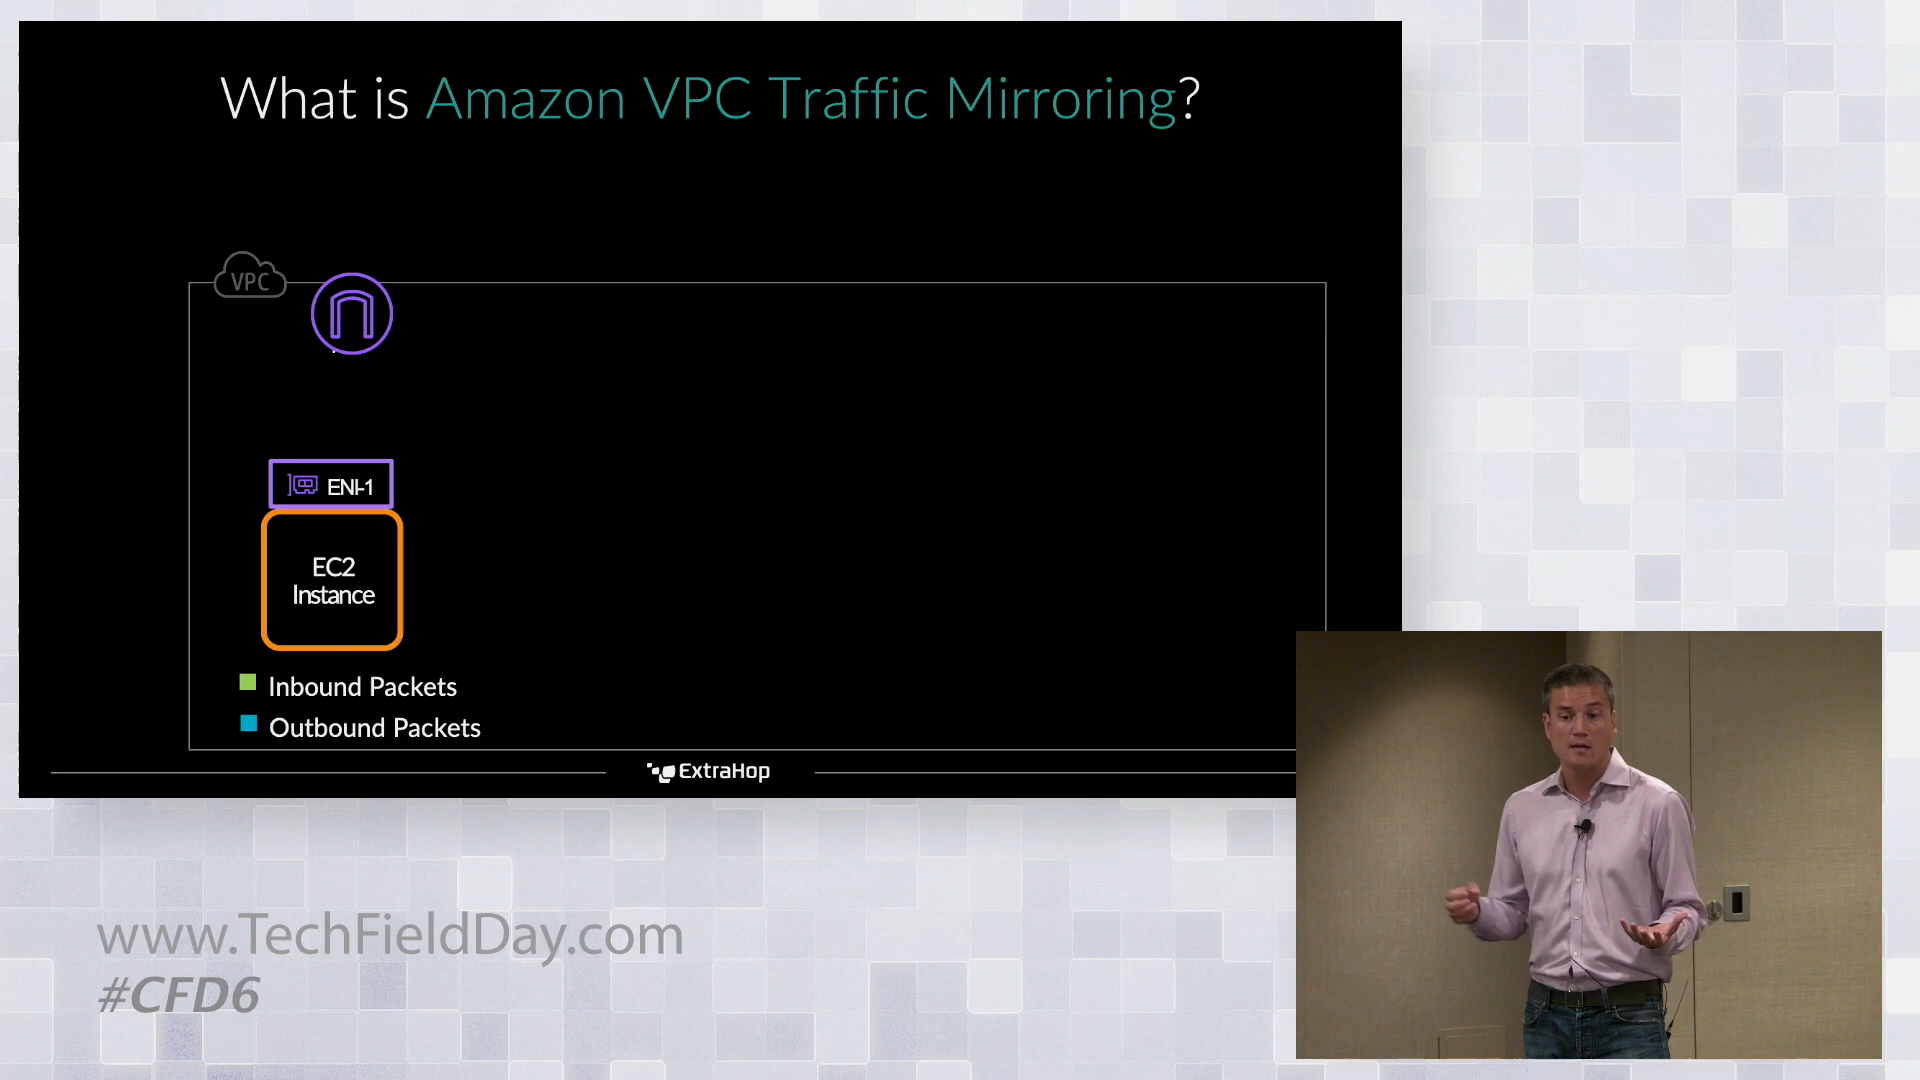 What is Amazon VPC Traffic Mirroring?
VPC
ENI-1
EC2
Instance
Inbound Packets
Outbound Packets
ExtraHop
www.TechFieldDay.com
#CFD6